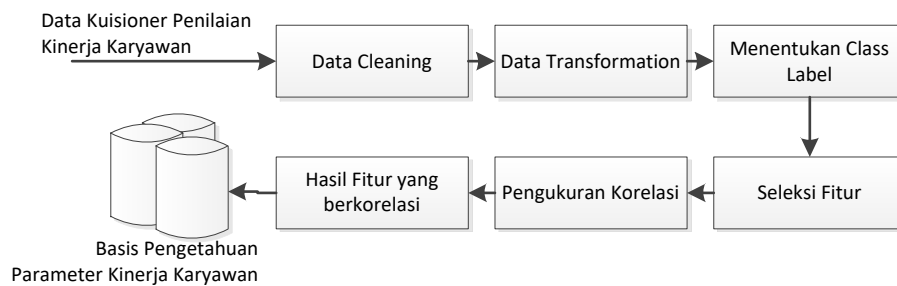 Data Kuisioner Penilaian
Kinerja Karyawan
Data Cleaning
Data Transformation
Menentukan Class
Label
Seleksi Fitur
Pengukuran Korelasi
Hasil Fitur yang
berkorelasi
Basis Pengetahuan
Parameter Kinerja Karyawan